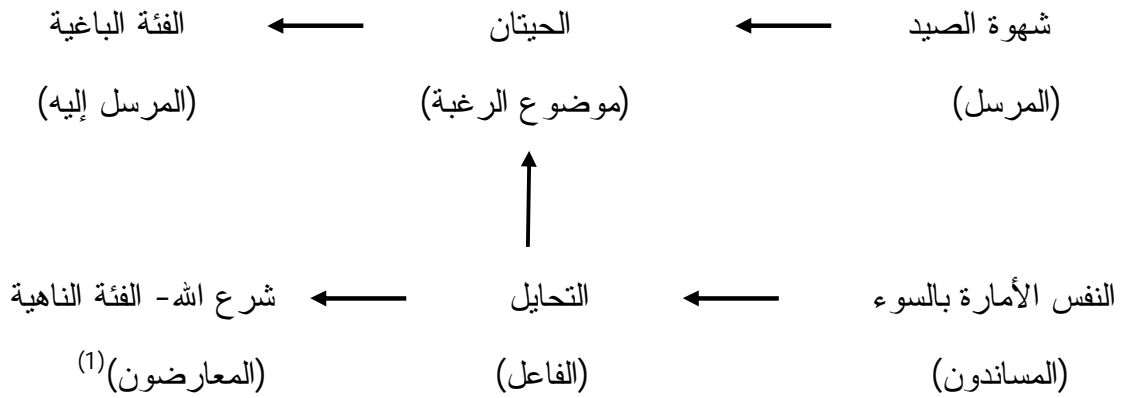 شهوة الصيد الحيتان الفئة الباغية
(المرسل) (موضوع الرغبة) (المرسل إليه)
النفس الأمارة بالسوء التحايل شرع الله- الفئة الناهية
(المساندون) (الفاعل) (المعارضون)(1)